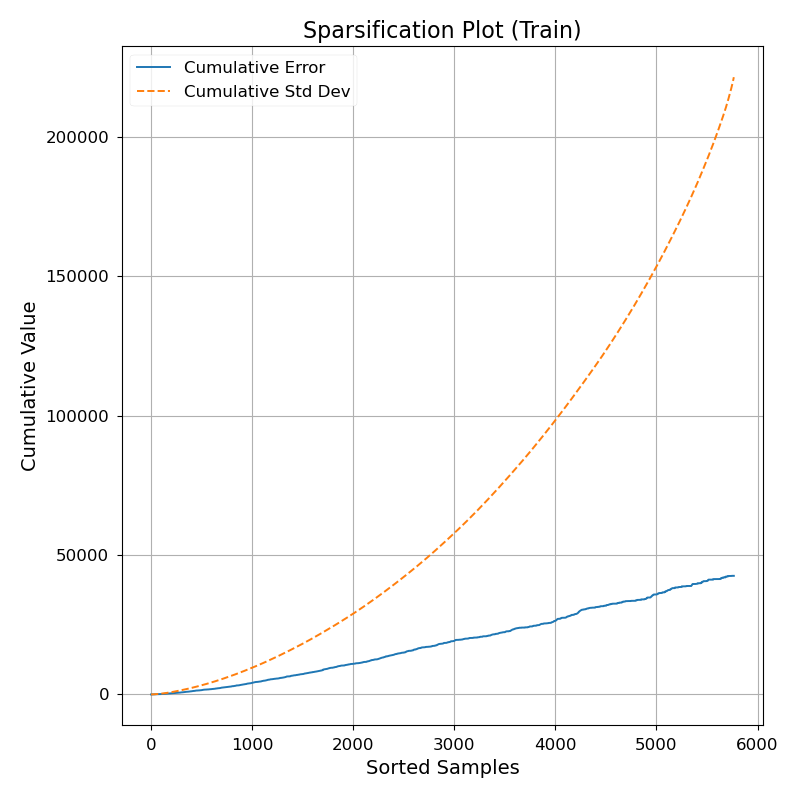 Sparsification Plot (Train)
Cumulative Error
Cumulative Std Dev
Cumulative Value
200000
150000
100000
50000
0
0 1000 2000 3000 4000 5000 6000
Sorted Samples